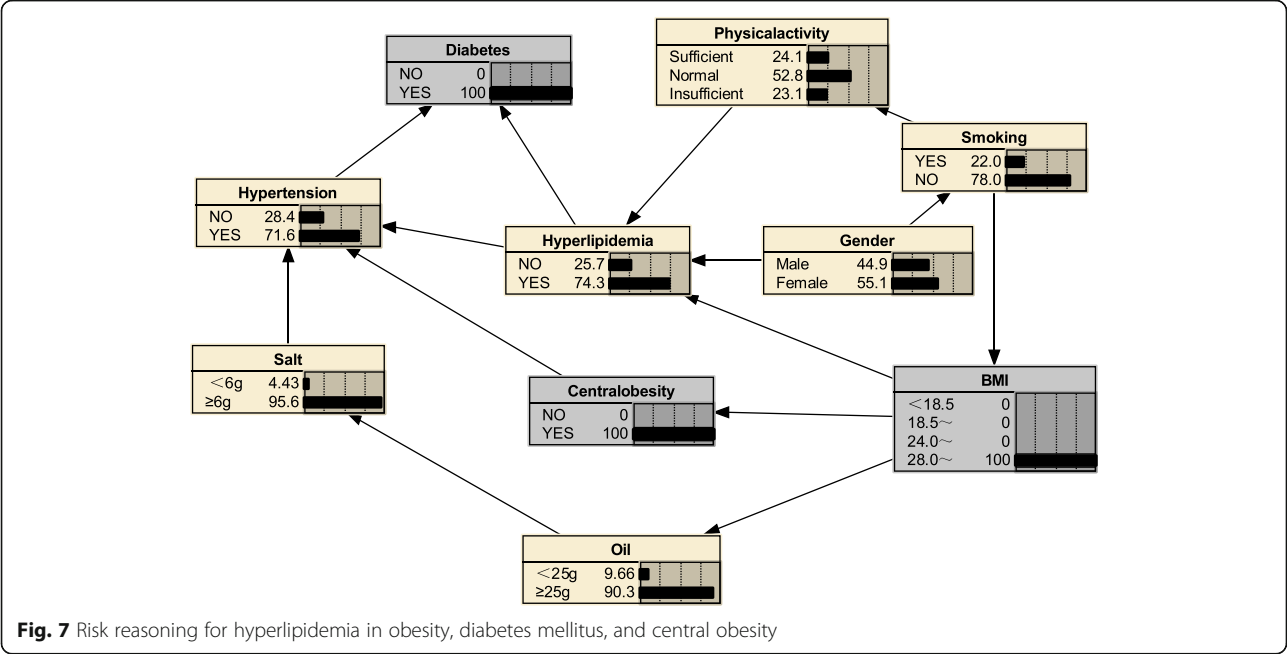 Physicalactivity
Sufficient 24.1
Normal 52.8
Insufficient 23.1
Diabetes
NO 0
YES 100
Smoking
YES 22.0
NO 78.0
Hypertension
NO 28.4
YES 71.6
Hyperlipidemia
NO 25.7
YES 74.3
Gender
Male 44.9
Female 55.1
Salt
<6g 4.43
≥6g 95.6
Centralobesity
NO 0
YES 100
BMI
<18.5 0
18.5~ 0
24.0~ 0
28.0~ 100
Oil
<25g 9.66
≥25g 90.3
Fig. 7 Risk reasoning for hyperlipidemia in obesity, diabetes mellitus, and central obesity